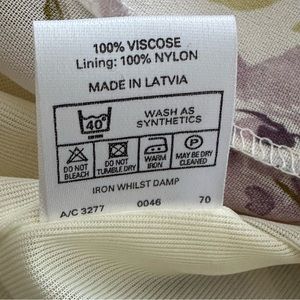 100% VISCOSE
Lining: 100% NYLON
MADE IN LATVIA
40°
WASH AS
SYNTHETICS
DO NOT
BLEACH
DO NOT
TUMBLE DRY
WARM
IRON
MAY BE DRY
CLEANED
P
IRON WHILST DAMP
A/C 3277 0046 70